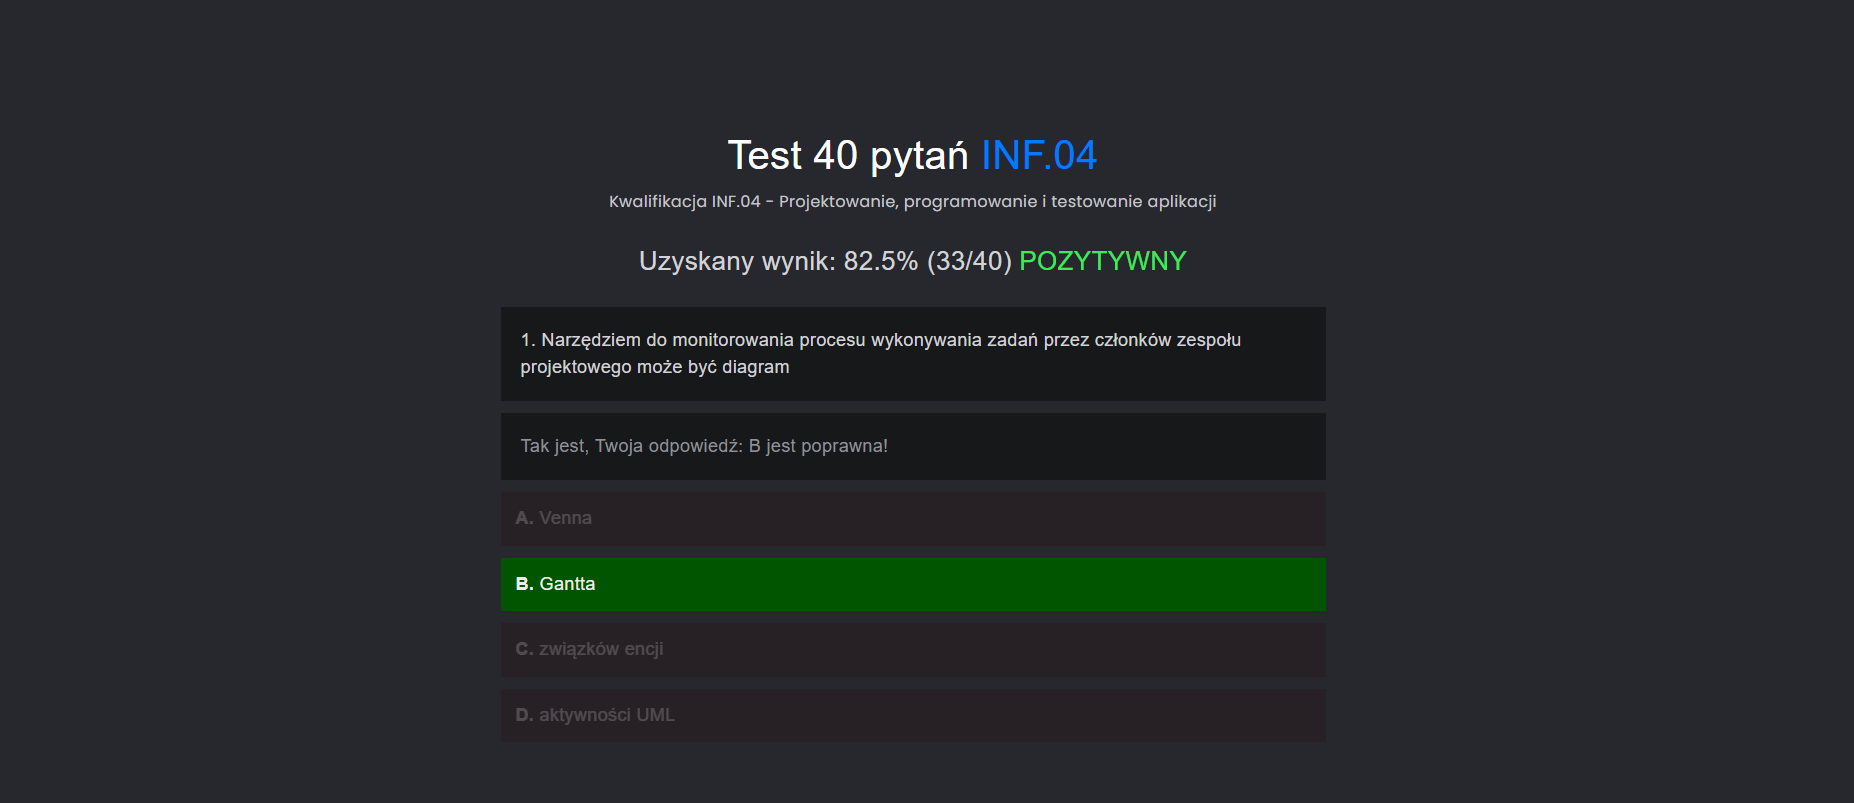 Test 40 pytań INF.04
Kwalifikacja INF.04 - Projektowanie, programowanie i testowanie aplikacji
Uzyskany wynik: 82.5% (33/40) POZYTYWNY
1. Narzędziem do monitorowania procesu wykonywania zadań przez członków zespołu
projektowego może być diagram
Tak jest, Twoja odpowiedź: B jest poprawna!
A. Venna
B. Gantta
C. związków encji
D. aktywności UML